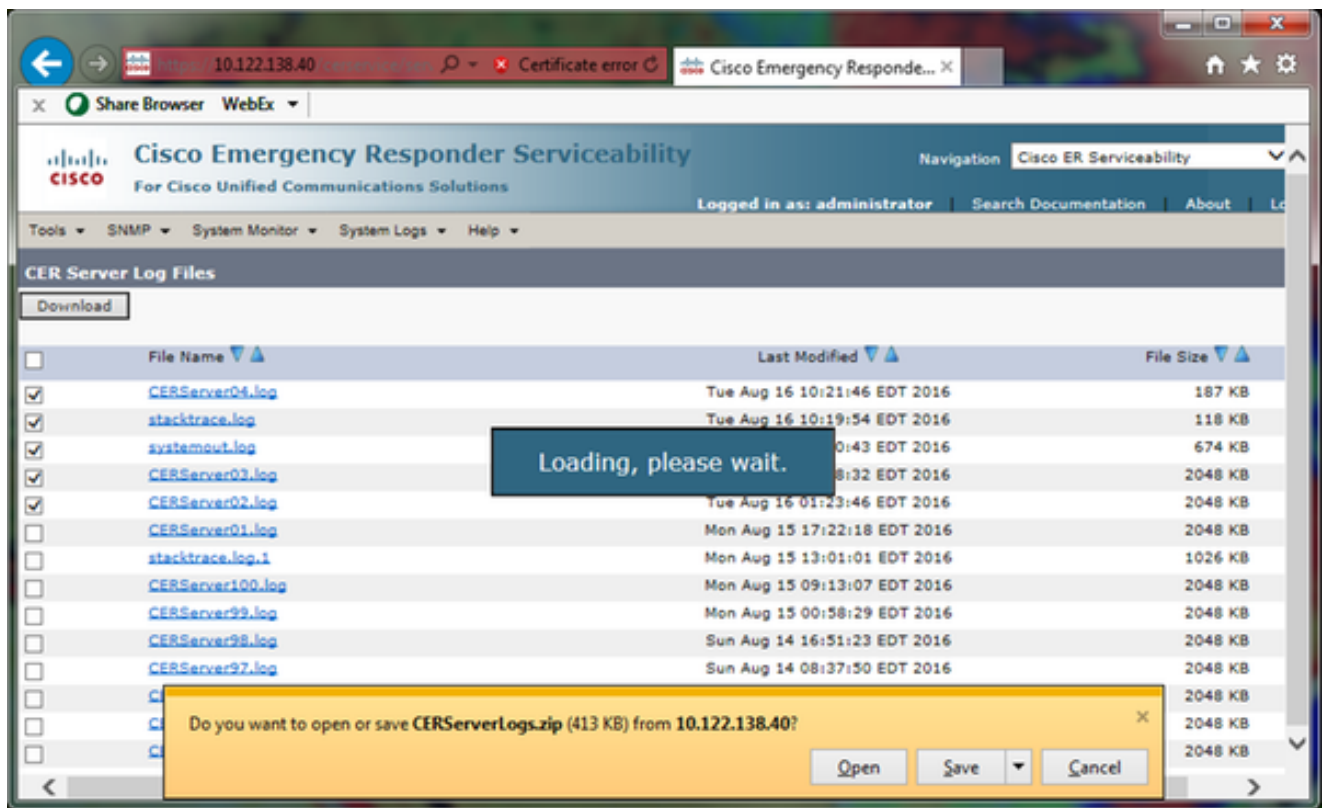 10.122.138.40
Certificate error
Cisco Emergency Responde...
x Share Browser WebEx
CISCO
Cisco Emergency Responder Serviceability
For Cisco Unified Communications Solutions
Navigation Cisco ER Serviceability
Logged in as: administrator | Search Documentation | About |
Tools SNMP System Monitor System Logs Help
CER Server Log Files
Download
File Name Last Modified File Size
CERServer04.log Tue Aug 16 10:21:46 EDT 2016 187 KB
stacktrace.log Tue Aug 16 10:19:54 EDT 2016 118 KB
systemout.log 0:43 EDT 2016 674 KB
Loading, please wait.
CERServer03.log 8:32 EDT 2016 2048 KB
CERServer02.log Tue Aug 16 01:23:46 EDT 2016 2048 KB
CERServer01.log Mon Aug 15 17:22:18 EDT 2016 2048 KB
stacktrace.log.1 Mon Aug 15 13:01:01 EDT 2016 1026 KB
CERServer100.log Mon Aug 15 09:13:07 EDT 2016 2048 KB
CERServer99.log Mon Aug 15 00:58:29 EDT 2016 2048 KB
CERServer98.log Sun Aug 14 16:51:23 EDT 2016 2048 KB
CERServer97.log Sun Aug 14 08:37:50 EDT 2016 2048 KB
2048 KB
Do you want to open or save CERServerLogs.zip (413 KB) from 10.122.138.40?
2048 KB
2048 KB
Open Save Cancel